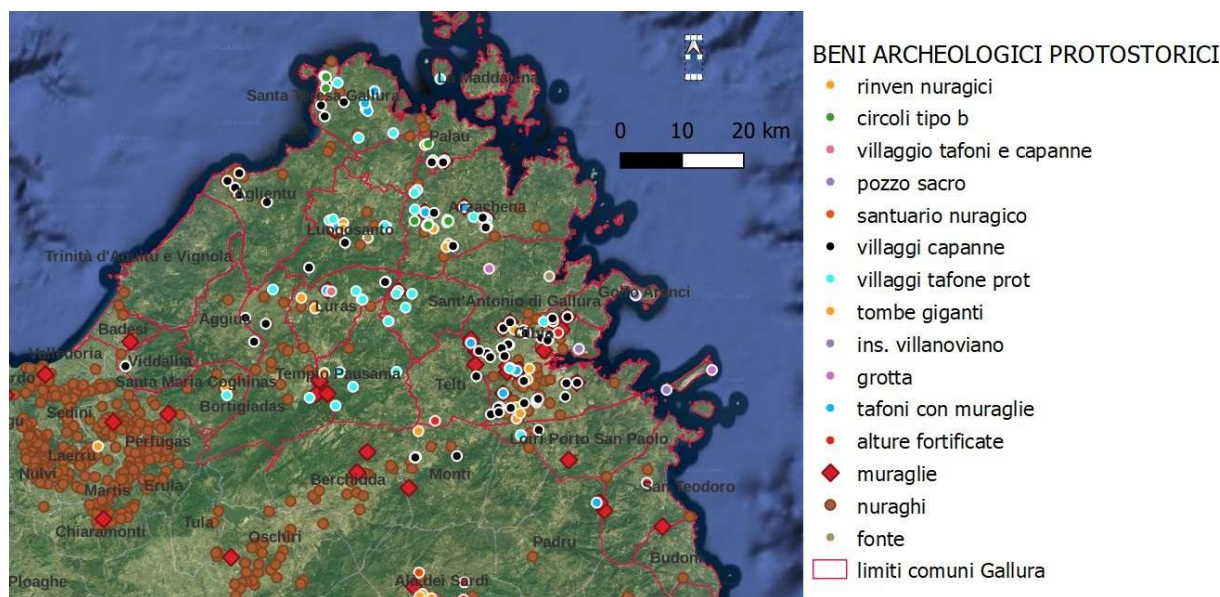 La Maddalena
Santa Teresa Gallura
Palau
0 10 20 km
Aglientu
Arzachena
Luogosanto
Trinità d'Agultu e Vignola
Sant'Antonio di Gallura
Golfo Aranci
Luras
Aggius
Badesi
Viddalba
Santa Maria Coghinas
Tempio Pausania
Telti
Bortigiadas
Sedini
Perfugas
Loiri Porto San Paolo
Laerru
Nulvi
Martis
Erula
Berchidda
Monti
San Teodoro
Chiaramonti
Tula
Oschiri
Padru
Budoni
Ploaghe
Alà dei Sardi
BENI ARCHEOLOGICI PROTOSTORICI
rinven nuragici
circoli tipo b
villaggio tafoni e capanne
pozzo sacro
santuario nuragico
villaggi capanne
villaggi tafone prot
tombe giganti
ins. villanoviano
grotta
tafoni con muraglie
alture fortificate
muraglie
nuraghi
fonte
limiti comuni Gallura